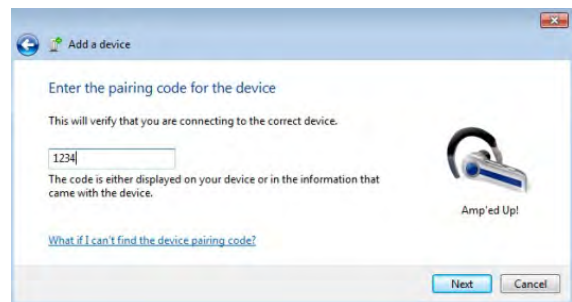 Add a device
Enter the pairing code for the device
This will verify that you are connecting to the correct device.
1234
The code is either displayed on your device or in the information that
came with the device.
Amp'ed Up!
What if I can't find the device pairing code?
Next Cancel